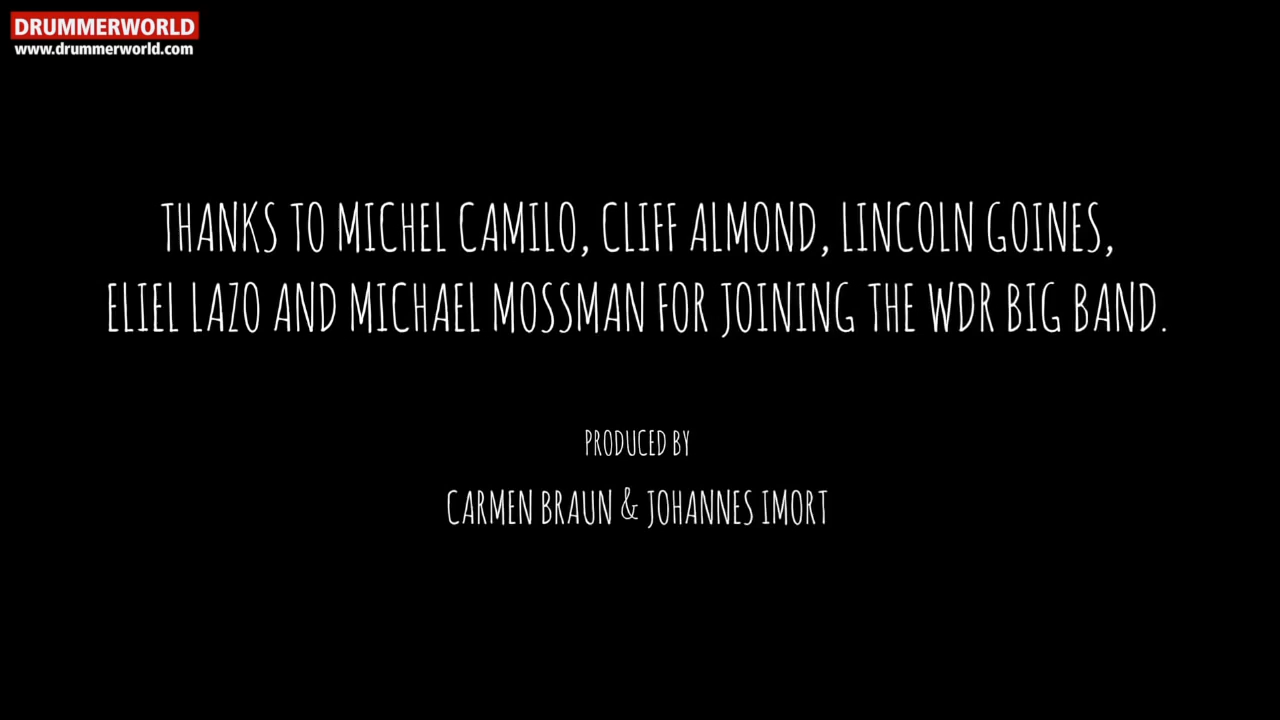 DRUMMERWORLD
www.drummerworld.com
THANKS TO MICHEL CAMILO, CLIFF ALMOND, LINCOLN GOINES,
ELIEL LAZO AND MICHAEL MOSSMAN FOR JOINING THE WDR BIG BAND.
PRODUCED BY
CARMEN BRAUN & JOHANNES IMORT